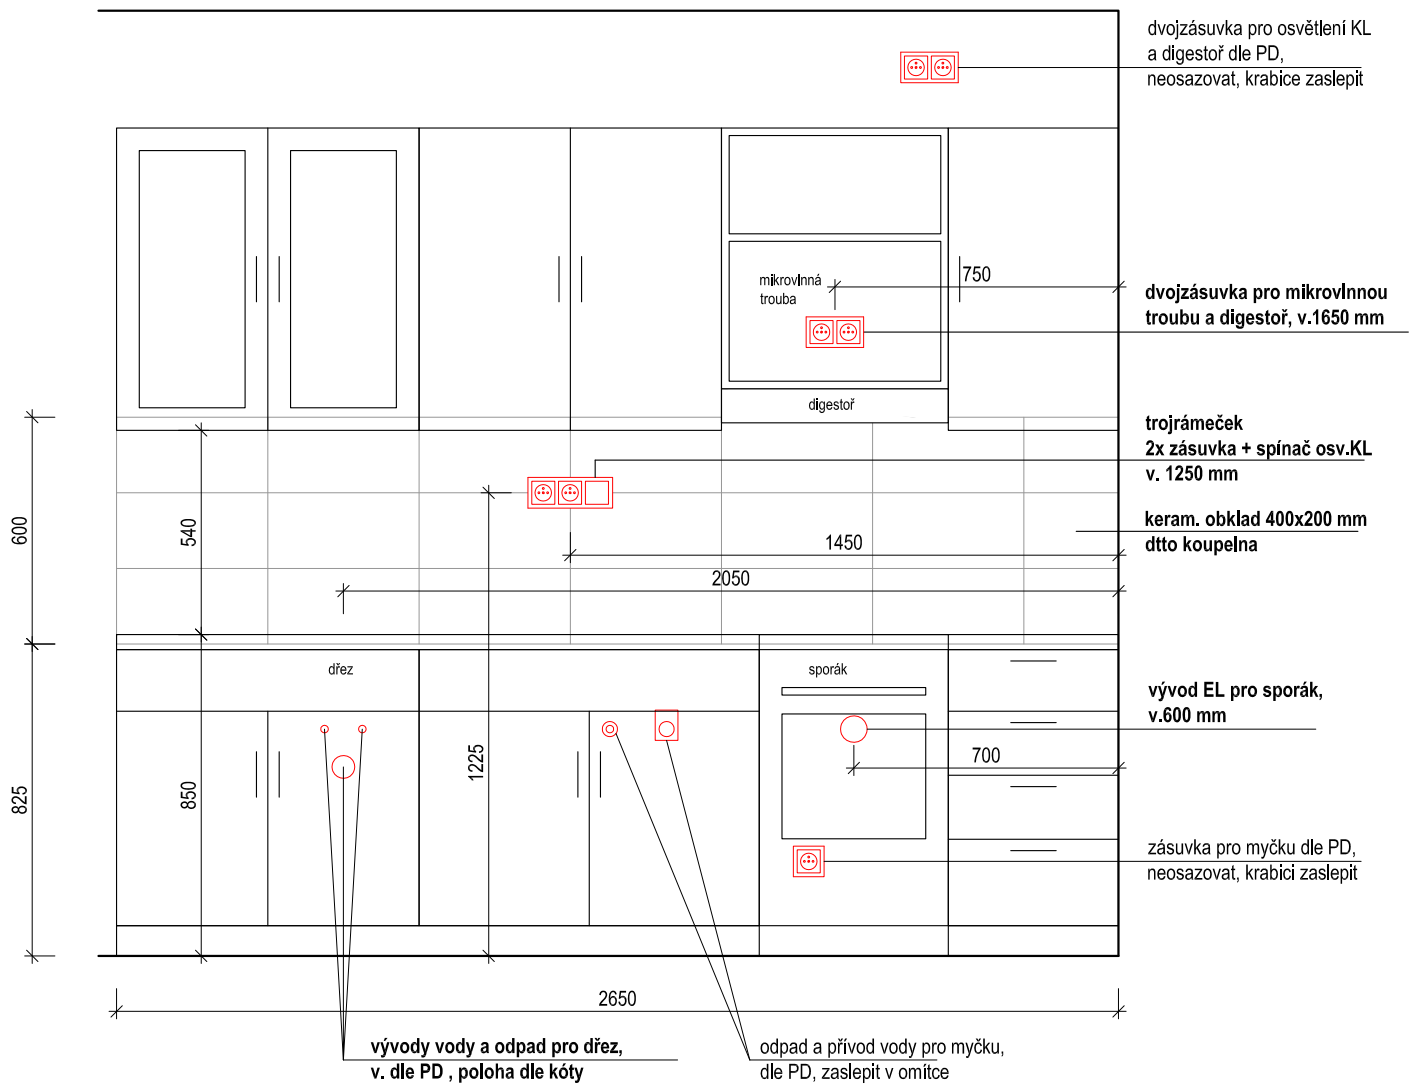 dvojzásuvka pro osvětlení KL
a digestoř dle PD,
neosazovat, krabice zaslepit
mikrovlnná
trouba
750
dvojzásuvka pro mikrovlnnou
troubu a digestoř, v.1650 mm
digestoř
trojrámeček
2x zásuvka + spínač osv.KL
v. 1250 mm
600
540
keram. obklad 400x200 mm
dtto koupelna
1450
2050
dřez
sporák
vývod EL pro sporák,
v.600 mm
700
825
850
1225
zásuvka pro myčku dle PD,
neosazovat, krabici zaslepit
2650
vývody vody a odpad pro dřez,
v. dle PD , poloha dle kóty
odpad a přívod vody pro myčku,
dle PD, zaslepit v omítce